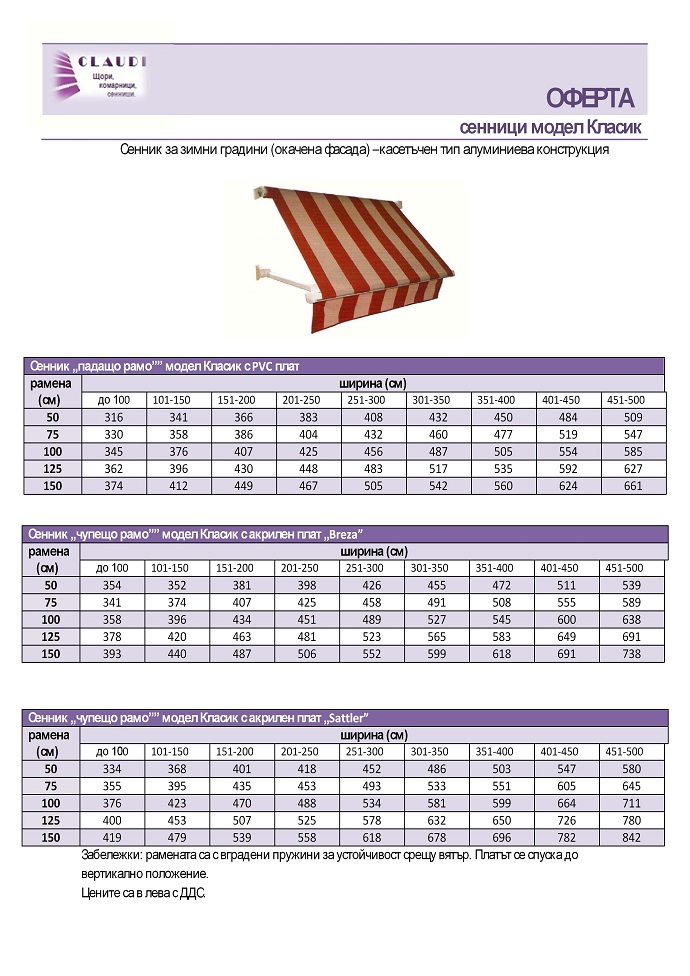 CLAUDI
Щори,
комарници,
сенници.
ОФЕРТА
сенници модел Класик
Сенник за зимни градини (окачена фасада) –касетъчен тип алуминиева конструкция
Сенник „падащо рамо”” модел Класик с PVC плат
рамена ширина (см)
(см) до 100 101-150 151-200 201-250 251-300 301-350 351-400 401-450 451-500
50 316 341 366 383 408 432 450 484 509
75 330 358 386 404 432 460 477 519 547
100 345 376 407 425 456 487 505 554 585
125 362 396 430 448 483 517 535 592 627
150 374 412 449 467 505 542 560 624 661
Сенник „чупещо рамо”” модел Класик с акрилен плат „Breza”
рамена ширина (см)
(см) до 100 101-150 151-200 201-250 251-300 301-350 351-400 401-450 451-500
50 354 352 381 398 426 455 472 511 539
75 341 374 407 425 458 491 508 555 589
100 358 396 434 451 489 527 545 600 638
125 378 420 463 481 523 565 583 649 691
150 393 440 487 506 552 599 618 691 738
Сенник „чупещо рамо”” модел Класик с акрилен плат „Sattler”
рамена ширина (см)
(см) до 100 101-150 151-200 201-250 251-300 301-350 351-400 401-450 451-500
50 334 368 401 418 452 486 503 547 580
75 355 395 435 453 493 533 551 605 645
100 376 423 470 488 534 581 599 664 711
125 400 453 507 525 578 632 650 726 780
150 419 479 539 558 618 678 696 782 842
Забележки: рамената са с вградени пружини за устойчивост срещу вятър. Платът се спуска до
вертикално положение.
Цените са в лева с ДДС.